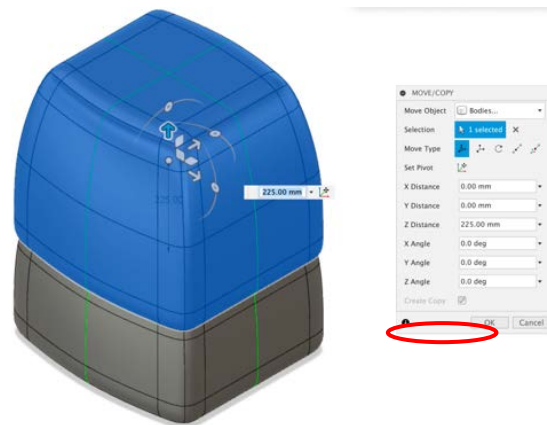 MOVE/COPY
Move Object Bodies...
Selection 1 selected
Move Type
Set Pivot
225.00 mm
X Distance 0.00 mm
Y Distance 0.00 mm
Z Distance 225.00 mm
X Angle 0.0 deg
Y Angle 0.0 deg
Z Angle 0.0 deg
Create Copy
OK Cancel